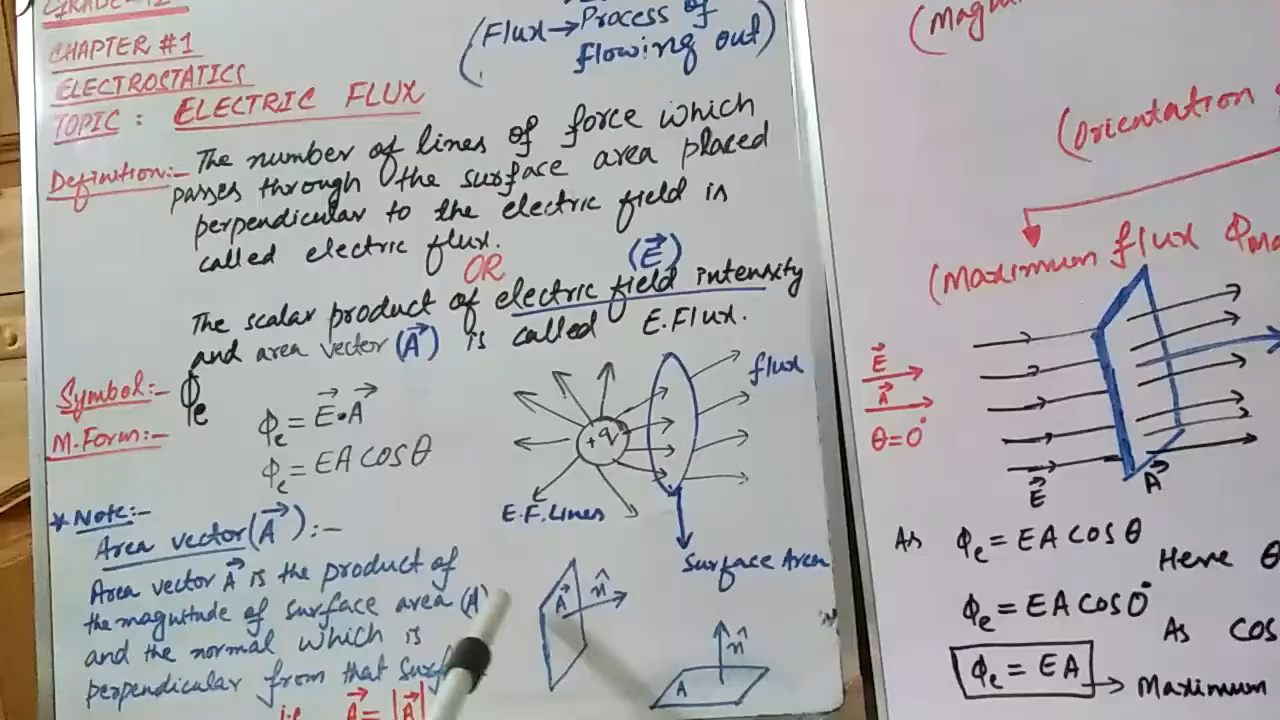 GRADE-12
CHAPTER #1
ELECTROSTATICS
TOPIC : ELECTRIC FLUX
(Flux → Process of
flowing out)
Definition:- The number of lines of force which
passes through the surface area placed
perpendicular to the electric field is
called electric flux.
OR
(E⃗)
The scalar product of electric field intensity
and area vector (A⃗) is called E.Flux.
Symbol:- ϕe
M.Form:-
ϕe = E⃗•A⃗
ϕe = EA cosθ
+q
flux
E.F.Lines
Surface Area
*Note:-
Area vector (A⃗):-
Area vector A⃗ is the product of
the magnitude of surface area (A)
and the normal which is
perpendicular from that
i.e A⃗ = |A⃗|
A⃗ n̂
n̂
A
(Orientation
(Maximum flux
E⃗
A⃗
θ=0°
E⃗
A⃗
As ϕe = EA cosθ
Here θ
ϕe = EA cos0°
As cos
ϕe = EA → Maximum